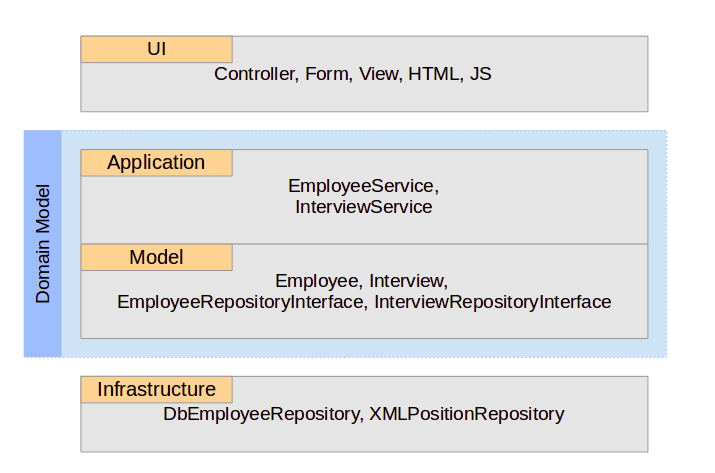 UI
Controller, Form, View, HTML, JS
Domain Model
Application
EmployeeService,
InterviewService
Model
Employee, Interview,
EmployeeRepositoryInterface, InterviewRepositoryInterface
Infrastructure
DbEmployeeRepository, XMLPositionRepository